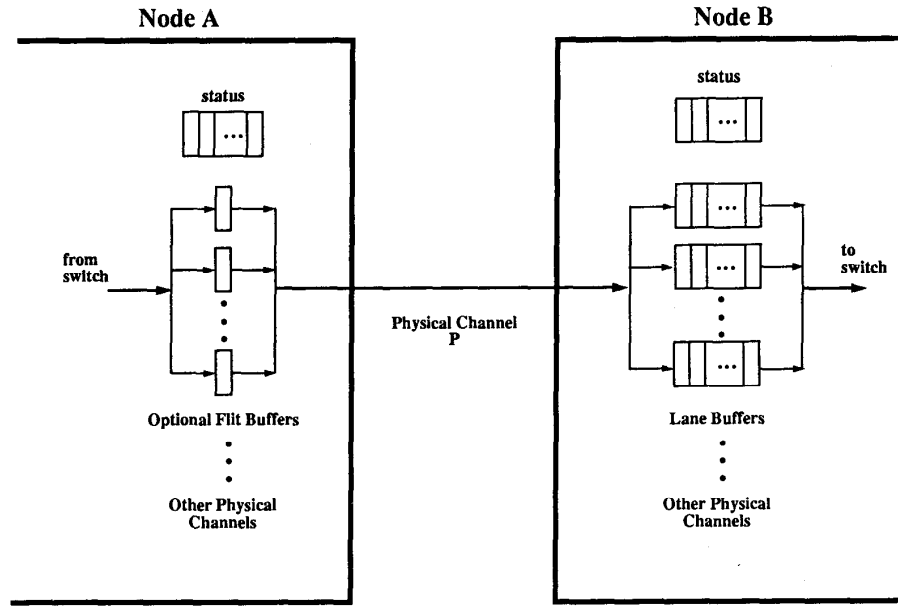 Node A
Node B
status
status
from
switch
to
switch
Physical Channel
P
Optional Flit Buffers
Lane Buffers
Other Physical
Channels
Other Physical
Channels